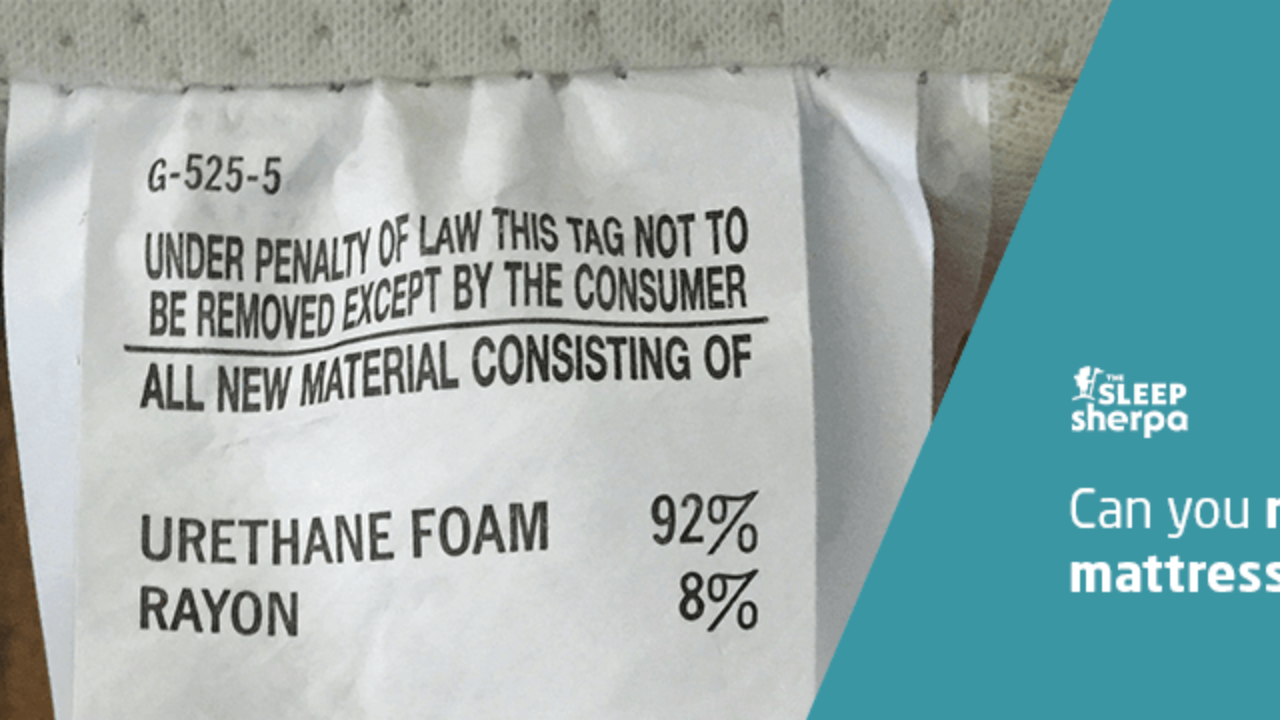 G-525-5
UNDER PENALTY OF LAW THIS TAG NOT TO
BE REMOVED EXCEPT BY THE CONSUMER
ALL NEW MATERIAL CONSISTING OF
URETHANE FOAM 92%
RAYON 8%
THE
SLEEP
sherpa
Can you
mattress